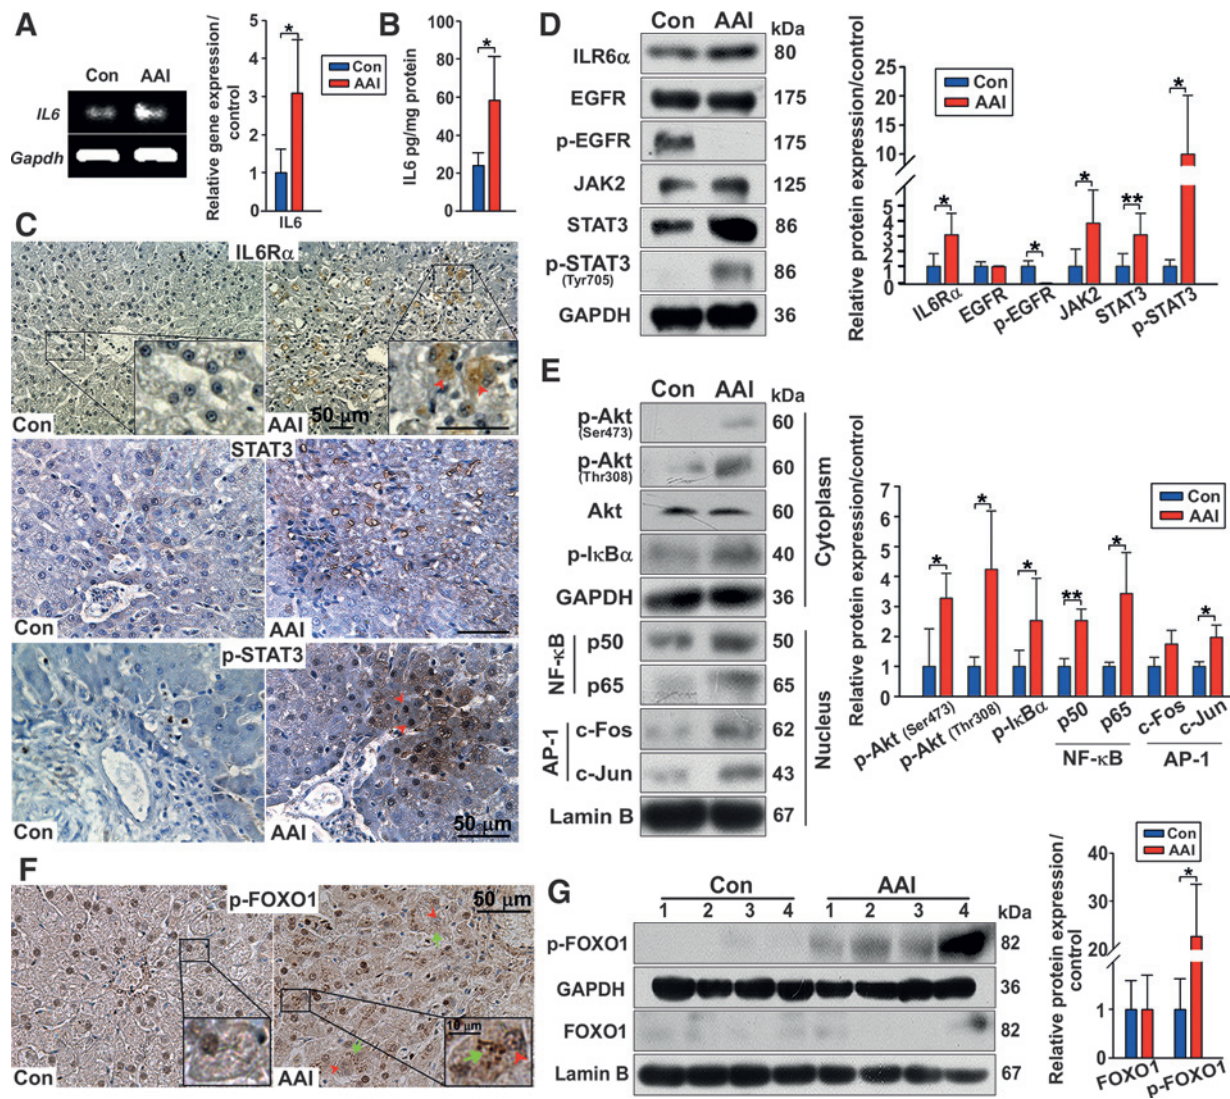 A
Con AAI
IL6
Gapdh
Relative gene expression/
control
5
4
3
2
1
0
*
IL6
Con
AAI
B
IL6 pg/mg protein
100
80
60
40
20
0
*
C
IL6Rα
Con
AAI
50 μm
STAT3
Con
AAI
p-STAT3
Con
AAI
50 μm
D
Con AAI kDa
ILR6α 80
EGFR 175
p-EGFR 175
JAK2 125
STAT3 86
p-STAT3 86
(Tyr705)
GAPDH 36
Relative protein expression/control
25
20
15
10
5
4
3
2
1
0
Con
AAI
* * * ** *
IL6Rα EGFR p-EGFR JAK2 STAT3 p-STAT3
E
Con AAI kDa
p-Akt 60
(Ser473)
p-Akt 60
(Thr308)
Akt 60
p-IκBα 40
GAPDH 36
Cytoplasm
NF-κB
p50 50
p65 65
AP-1
c-Fos 62
c-Jun 43
Lamin B 67
Nucleus
Relative protein expression/control
7
6
5
4
3
2
1
0
Con
AAI
* * * ** * *
p-Akt (Ser473) p-Akt (Thr308) p-IκBα p50 p65 c-Fos c-Jun
NF-κB AP-1
F
p-FOXO1
50 μm
Con
AAI
10 μm
G
Con AAI
1 2 3 4 1 2 3 4 kDa
p-FOXO1 82
GAPDH 36
FOXO1 82
Lamin B 67
Relative protein expression/
control
40
30
20
10
1
0
Con
AAI
*
FOXO1 p-FOXO1